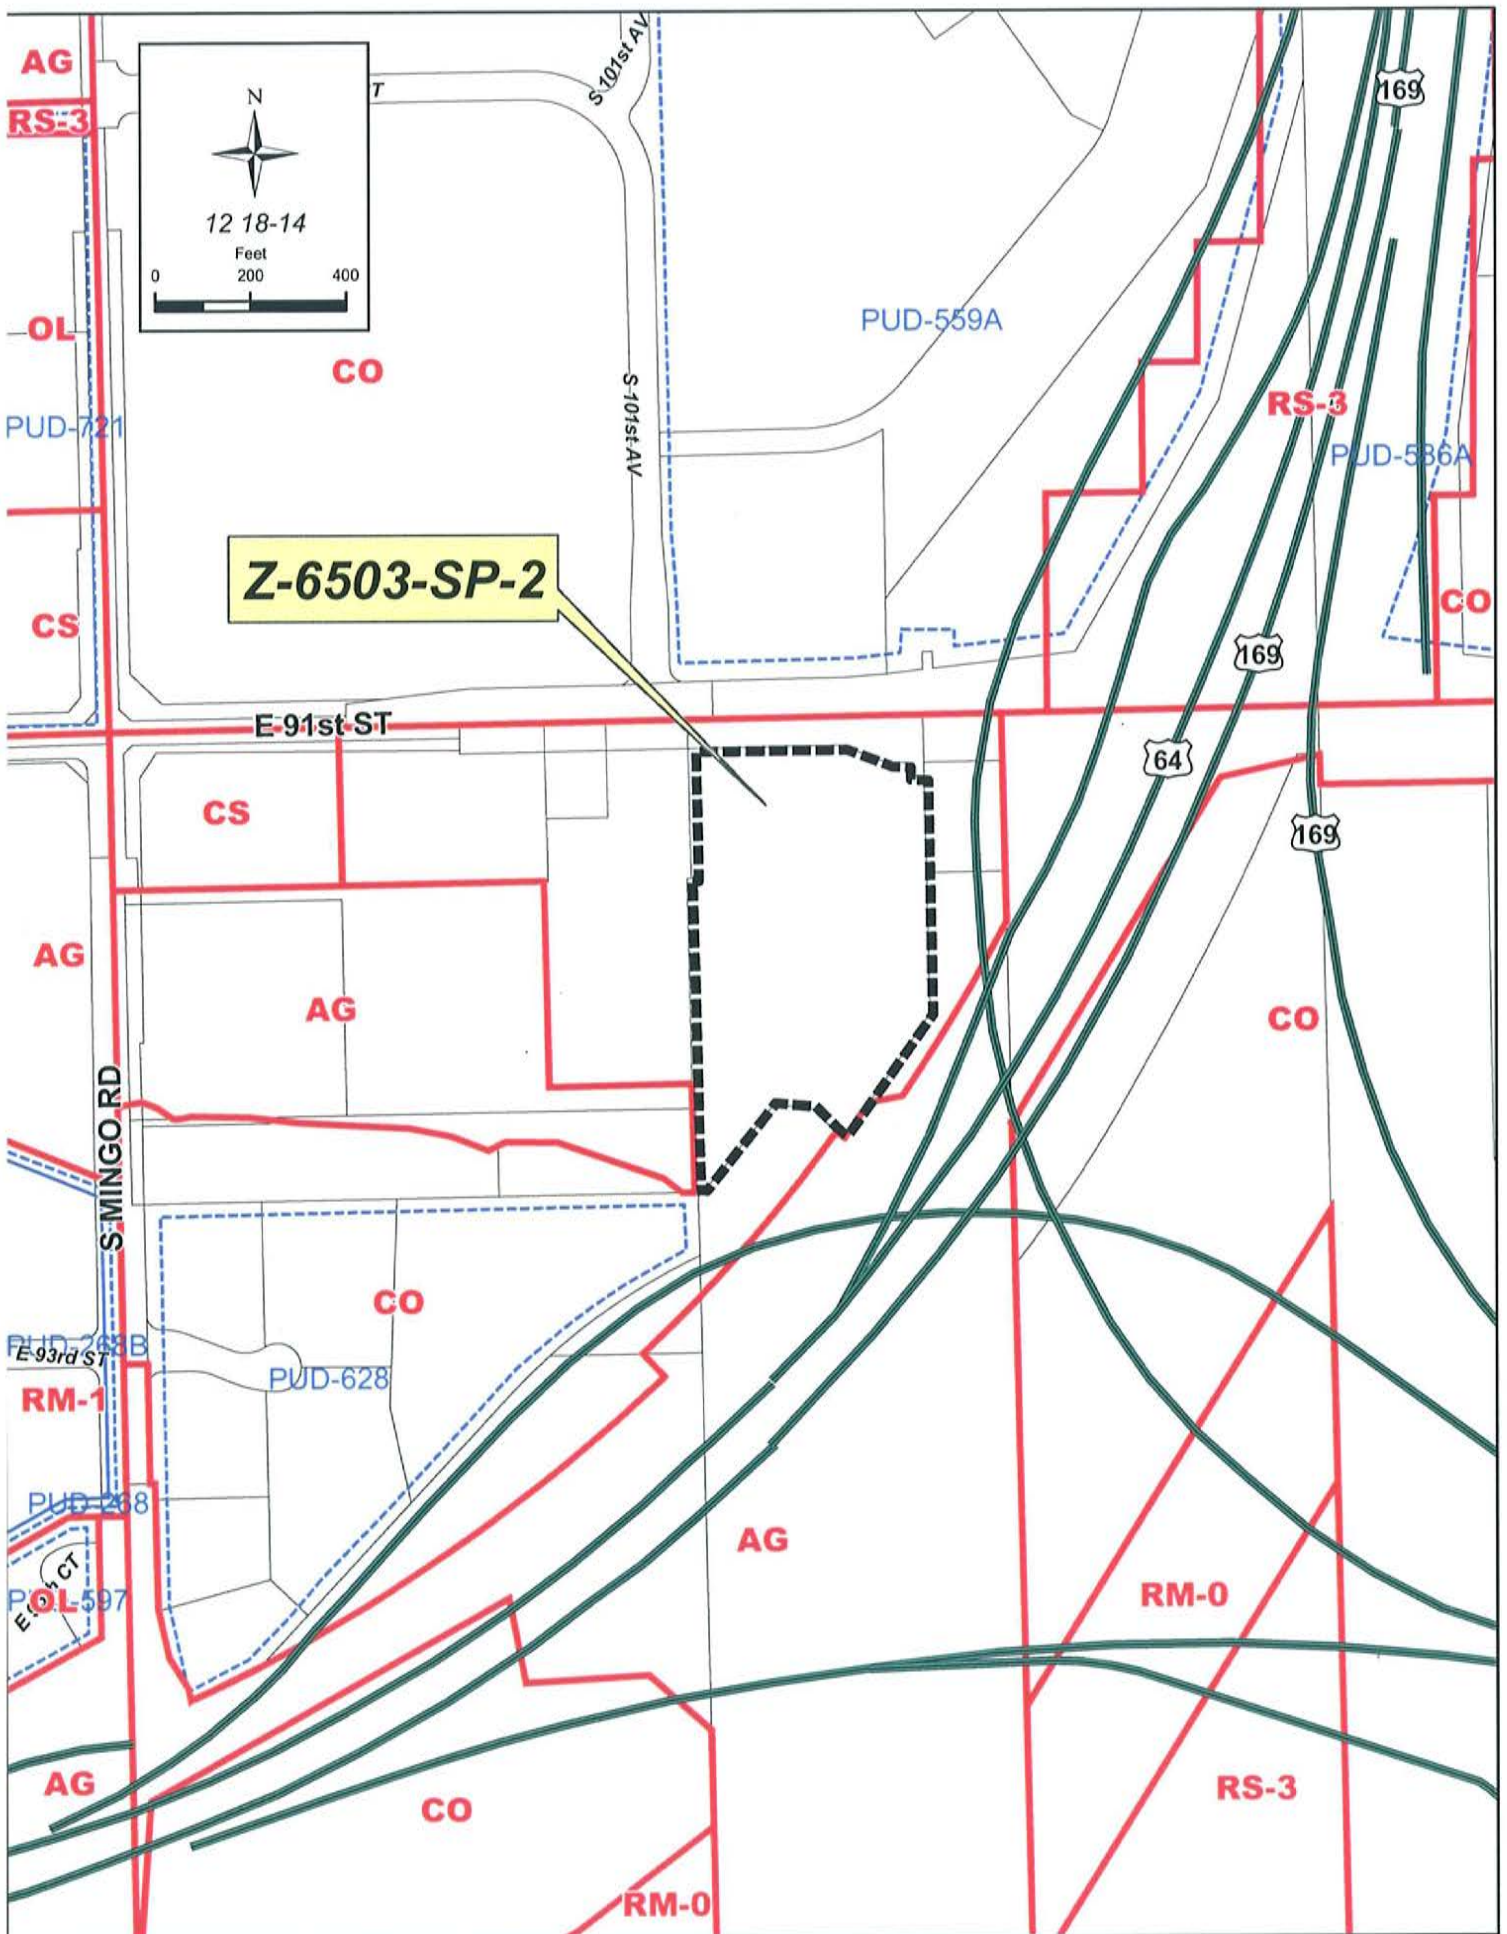 AG
RS-3
N
12 18-14
Feet
0 200 400
T
S 101st AV
169
OL
CO
PUD-559A
PUD-721
S 101st AV
RS-3
PUD-586A
Z-6503-SP-2
CS
CO
169
E 91st ST
64
CS
169
AG
AG
CO
S MINGO RD
CO
PUD-268B
E 93rd ST
PUD-628
RM-1
PUD-268
AG
RM-0
OL
CT
AG
CO
RS-3
RM-0